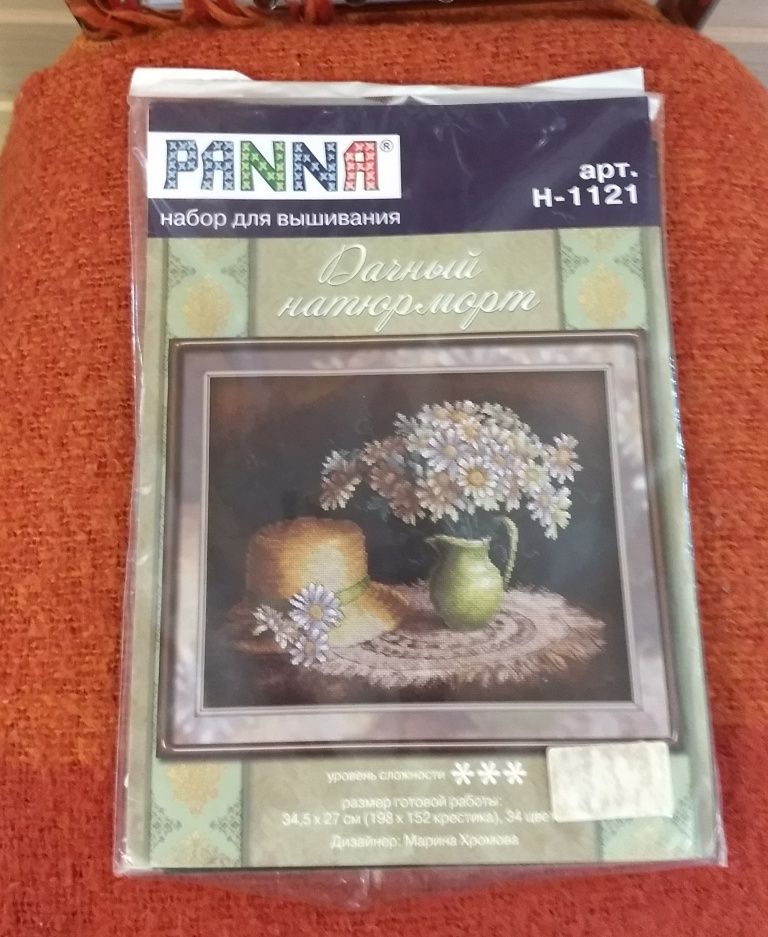 PANNA®
арт.
Н-1121
набор для вышивания
Дачный
натюрморт
уровень сложности ***
размер готовой работы:
34,5 х 27 см (198 х 152 крестика), 34 цве
Дизайнер: Марина Хромова